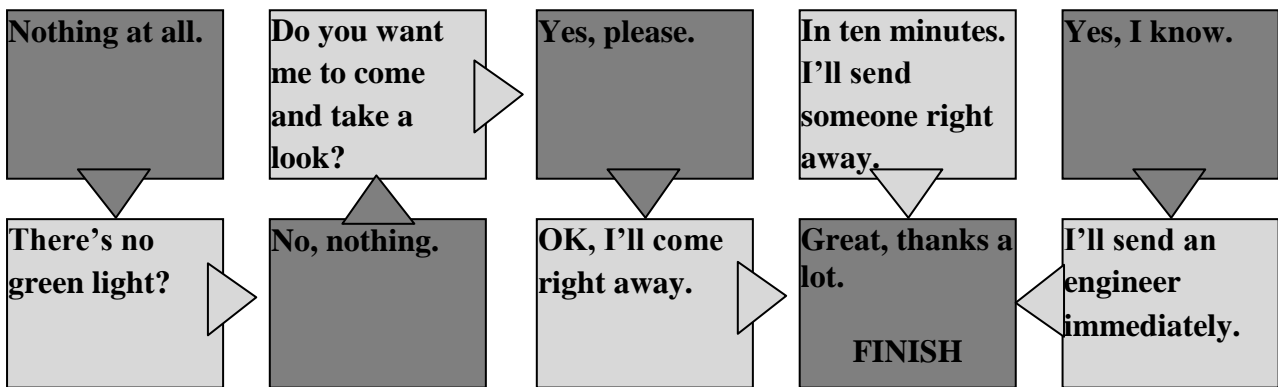 Nothing at all.
Do you want
me to come
and take a
look?
Yes, please.
In ten minutes.
I’ll send
someone right
away.
Yes, I know.
There’s no
green light?
No, nothing.
OK, I’ll come
right away.
Great, thanks a
lot.
FINISH
I’ll send an
engineer
immediately.